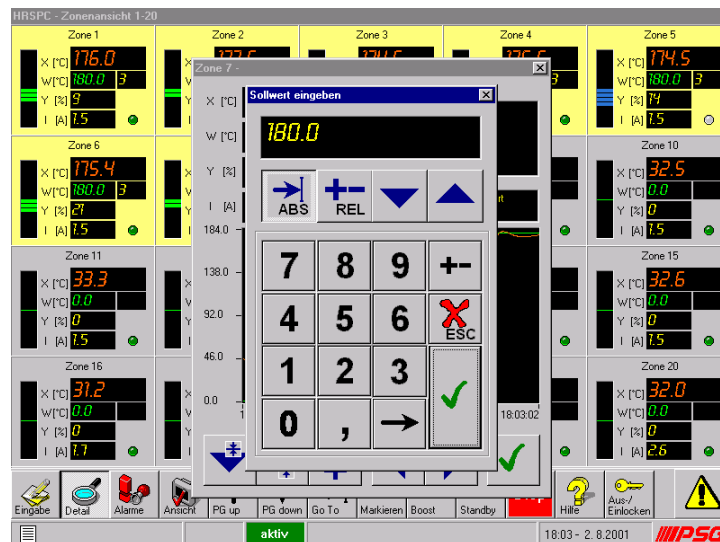 HRSPC - Zonenansicht 1-20
Zone 1
Zone 2
Zone 3
Zone 4
Zone 5
X [°C] 176.0
W[°C] 180.0 3
Y [%] 9
I [A] 1.5
X [°C] 174.5
W[°C] 180.0 3
Y [%] 14
I [A] 1.5
Zone 6
X [°C] 175.4
W[°C] 180.0 3
Y [%] 21
I [A] 1.5
Zone 10
X [°C] 32.5
W[°C] 0.0
Y [%] 0
I [A] 1.5
Zone 11
X [°C] 33.3
W[°C] 0.0
Y [%] 0
I [A] 1.5
Zone 15
X [°C] 32.6
W[°C] 0.0
Y [%] 0
I [A] 1.5
Zone 16
X [°C] 31.2
W[°C] 0.0
Y [%] 0
I [A] 1.7
Zone 20
X [°C] 32.0
W[°C] 0.0
Y [%] 0
I [A] 2.6
Zone 7 -
X [°C]
W [°C]
Y [%]
I [A]
184.0
138.0
92.0
46.0
0.0
18:03:02
Sollwert eingeben
180.0
ABS
+- REL
7 8 9 +-
4 5 6 ESC
1 2 3
0 ,
Eingabe Detail Alarme Ansicht PG up PG down Go To Markieren Boost Standby Hilfe Aus-/
Einlocken
aktiv
18:03 - 2. 8.2001
PSG